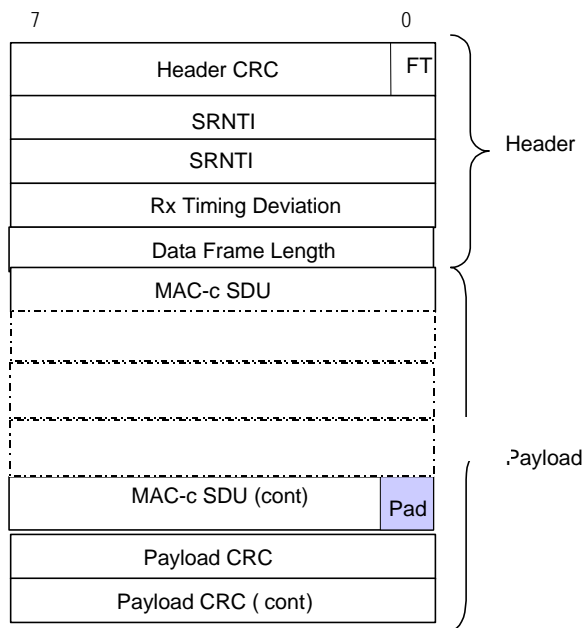 7 0
Header CRC FT
SRNTI
SRNTI
Header
Rx Timing Deviation
Data Frame Length
MAC-c SDU
Payload
MAC-c SDU (cont) Pad
Payload CRC
Payload CRC ( cont)